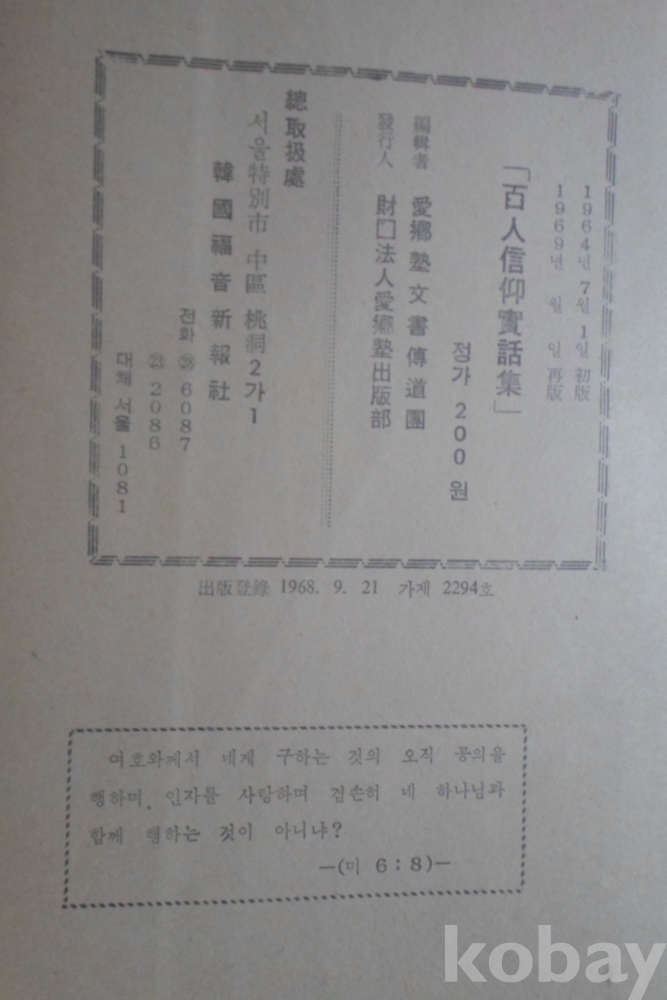 1964년 7월 1일 初版
1969년 월 일 再版
「百人信仰實話集」
정가 200원
編輯者 愛鄕塾文書傳道團
發行人 財□法人愛鄕塾出版部
總取扱處
서울特別市 中區 桃洞2가1
韓國福音新報社
전화 ㉘ 6087
㉓ 2086
대체 서울 1081
出版登錄 1968. 9. 21 가제 2294호
여호와께서 네게 구하는 것의 오직 공의을
행하며, 인자를 사랑하며 겸손히 네 하나님과
함께 행하는 것이 아니냐?
—(미 6:8)—
kobay